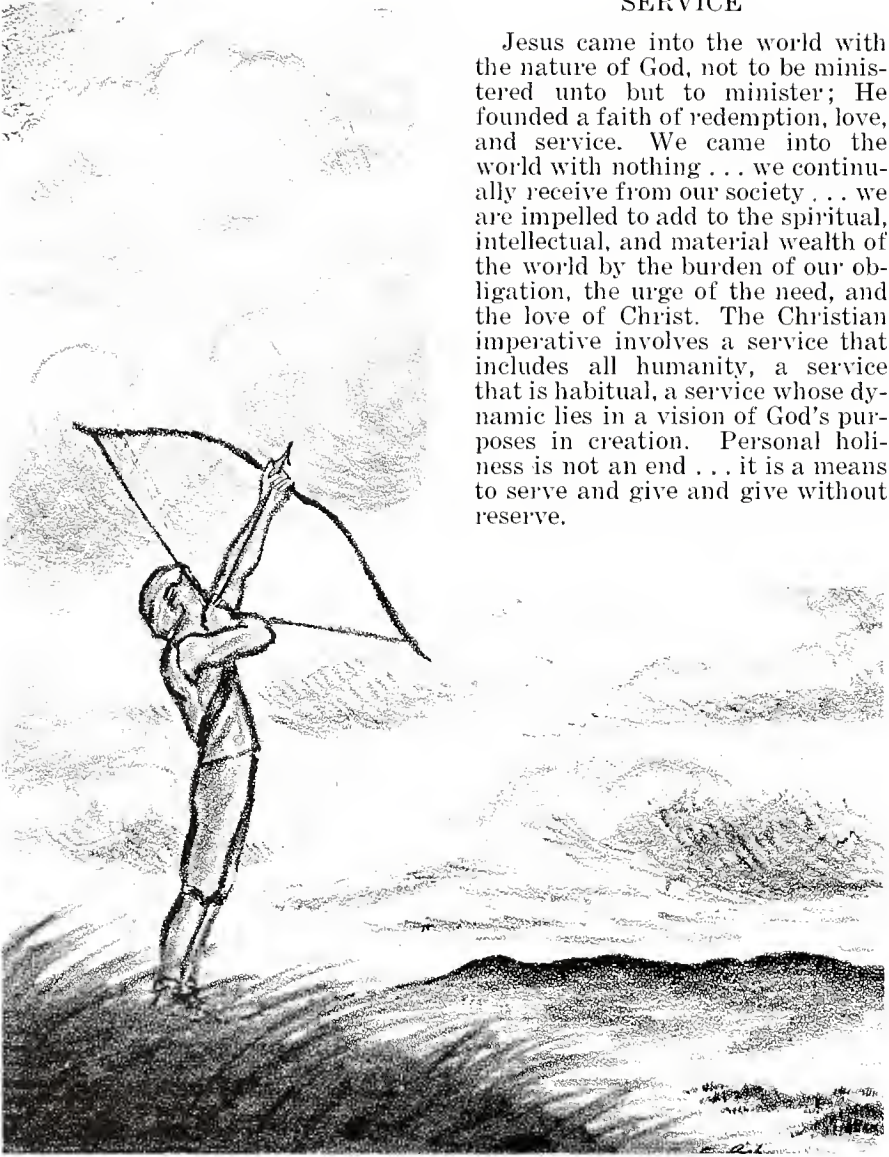 SERVICE
Jesus came into the world with
the nature of God, not to be minis-
tered unto but to minister; He
founded a faith of redemption, love,
and service. We came into the
world with nothing . . . we continu-
ally receive from our society . . . we
are impelled to add to the spiritual,
intellectual, and material wealth of
the world by the burden of our ob-
ligation, the urge of the need, and
the love of Christ. The Christian
imperative involves a service that
includes all humanity, a service
that is habitual, a service whose dy-
namic lies in a vision of God's pur-
poses in creation. Personal holi-
ness is not an end . . . it is a means
to serve and give and give without
reserve.